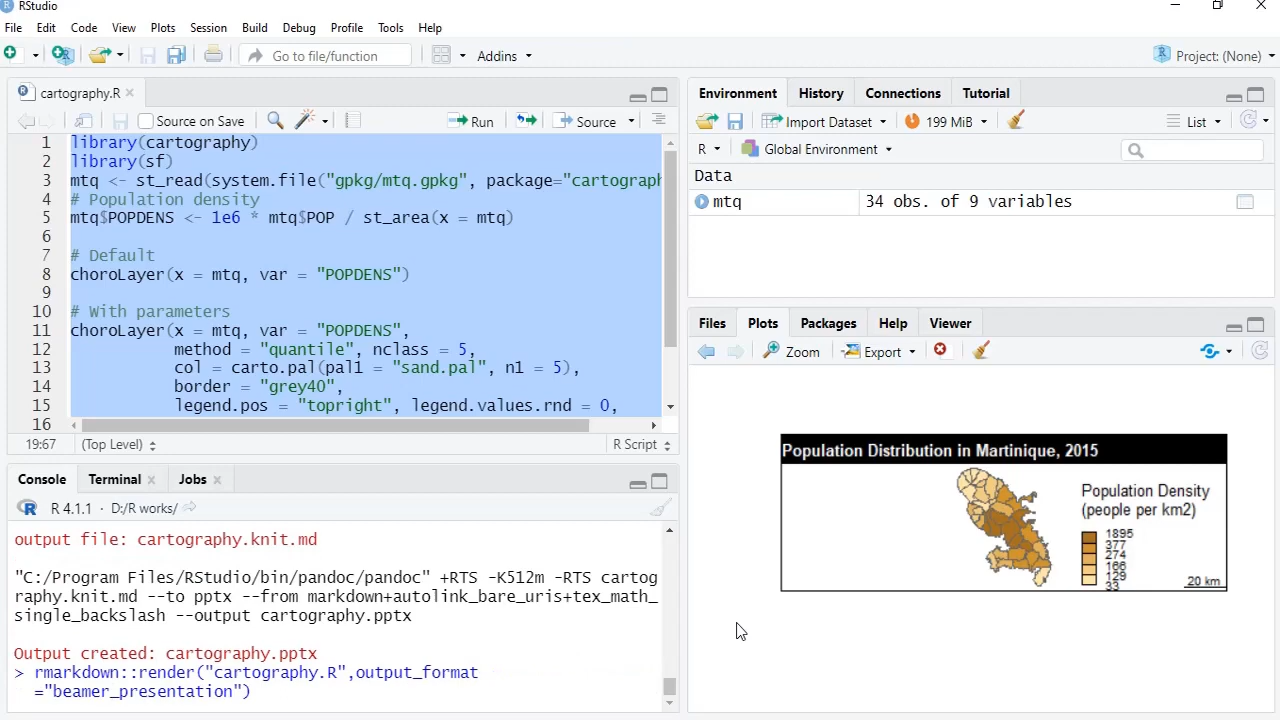 RStudio
File Edit Code View Plots Session Build Debug Profile Tools Help
Go to file/function Addins Project: (None)
cartography.R
Source on Save Run Source
1 library(cartography)
2 library(sf)
3 mtq <- st_read(system.file("gpkg/mtq.gpkg", package="cartograph
4 # Population density
5 mtq$POPDENS <- 1e6 * mtq$POP / st_area(x = mtq)
6
7 # Default
8 choroLayer(x = mtq, var = "POPDENS")
9
10 # With parameters
11 choroLayer(x = mtq, var = "POPDENS",
12 method = "quantile", nclass = 5,
13 col = carto.pal(pal1 = "sand.pal", n1 = 5),
14 border = "grey40",
15 legend.pos = "topright", legend.values.rnd = 0,
16
19:67 (Top Level) R Script
Console Terminal Jobs
R 4.1.1 · D:/R works/
output file: cartography.knit.md
"C:/Program Files/RStudio/bin/pandoc/pandoc" +RTS -K512m -RTS cartog
raphy.knit.md --to pptx --from markdown+autolink_bare_uris+tex_math_
single_backslash --output cartography.pptx
Output created: cartography.pptx
> rmarkdown::render("cartography.R",output_format
="beamer_presentation")
Environment History Connections Tutorial
Import Dataset 199 MiB List
R Global Environment
Data
mtq 34 obs. of 9 variables
Files Plots Packages Help Viewer
Zoom Export
Population Distribution in Martinique, 2015
Population Density
(people per km2)
1895
377
274
166
129
33
20 km